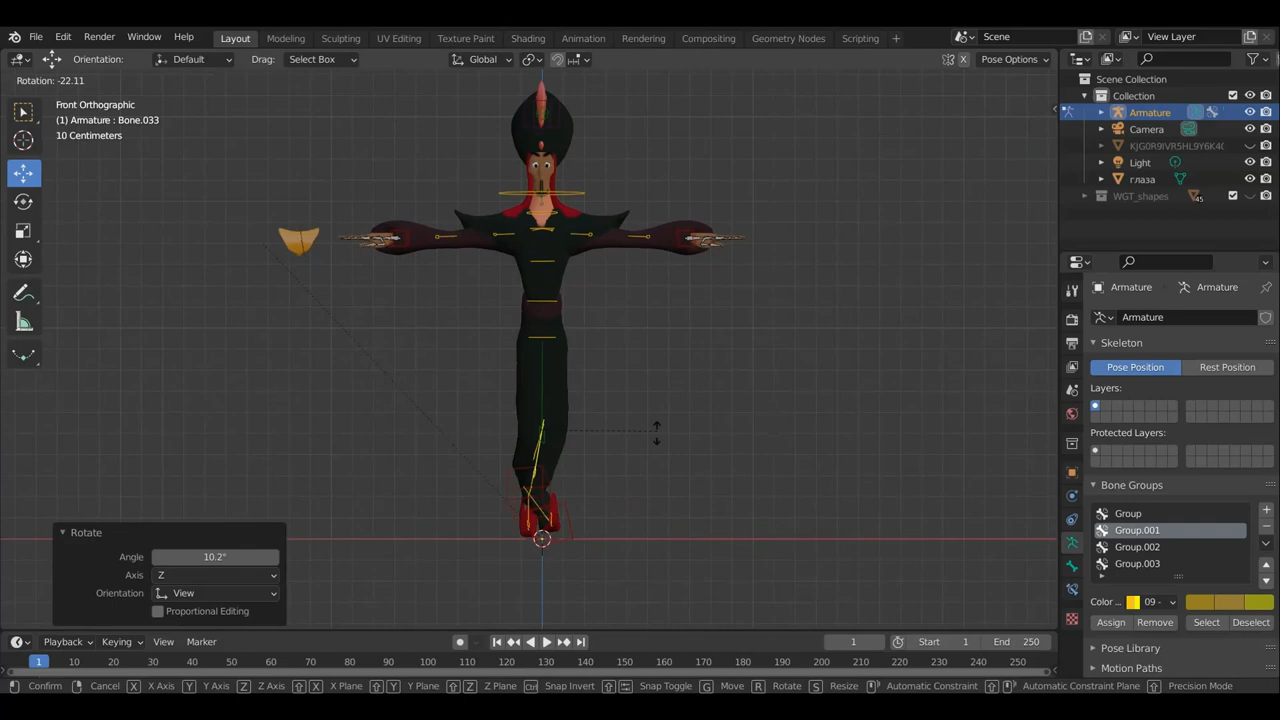 File Edit Render Window Help Layout Modeling Sculpting UV Editing Texture Paint Shading Animation Rendering Compositing Geometry Nodes Scripting + Scene View Layer
Orientation: Default Drag: Select Box Global X Pose Options
Rotation: -22.11
Front Orthographic
(1) Armature : Bone.033
10 Centimeters
Scene Collection
Collection
Armature
Camera
Light
глаза
WGT_shapes 45
Armature Armature
Armature
Skeleton
Pose Position Rest Position
Layers:
Protected Layers:
Bone Groups
Group
Group.001
Group.002
Group.003
Color... 09 -
Assign Remove Select Deselect
Pose Library
Motion Paths
Rotate
Angle 10.2°
Axis Z
Orientation View
Proportional Editing
Playback Keying View Marker 1 Start 1 End 250
1 10 20 30 40 50 60 70 80 90 100 110 120 130 140 150 160 170 180 190 200 210 220 230 240 250
Confirm Cancel X X Axis Y Y Axis Z Z Axis X X Plane Y Y Plane Z Z Plane Ctrl Snap Invert Snap Toggle G Move R Rotate S Resize Automatic Constraint Automatic Constraint Plane Precision Mode